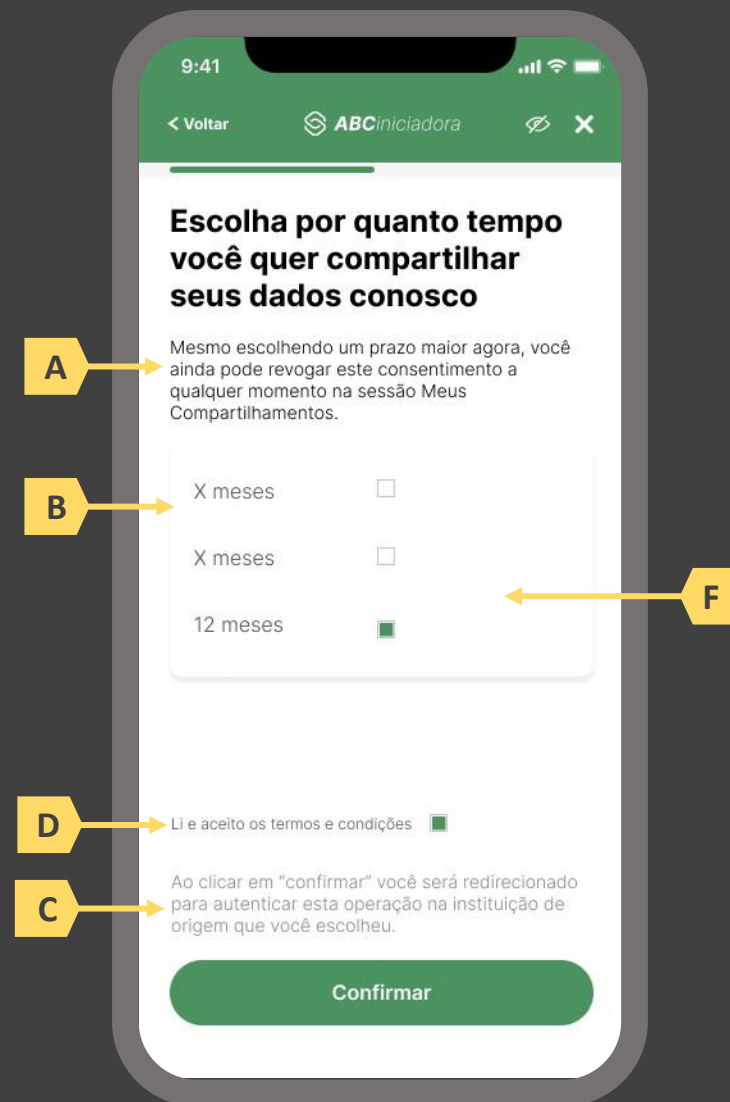 9:41
< Voltar ABCiniciadora
Escolha por quanto tempo
você quer compartilhar
seus dados conosco
A
Mesmo escolhendo um prazo maior agora, você
ainda pode revogar este consentimento a
qualquer momento na sessão Meus
Compartilhamentos.
B
X meses
X meses
F
12 meses
D
Li e aceito os termos e condições
C
Ao clicar em “confirmar” você será redirecionado
para autenticar esta operação na instituição de
origem que você escolheu.
Confirmar